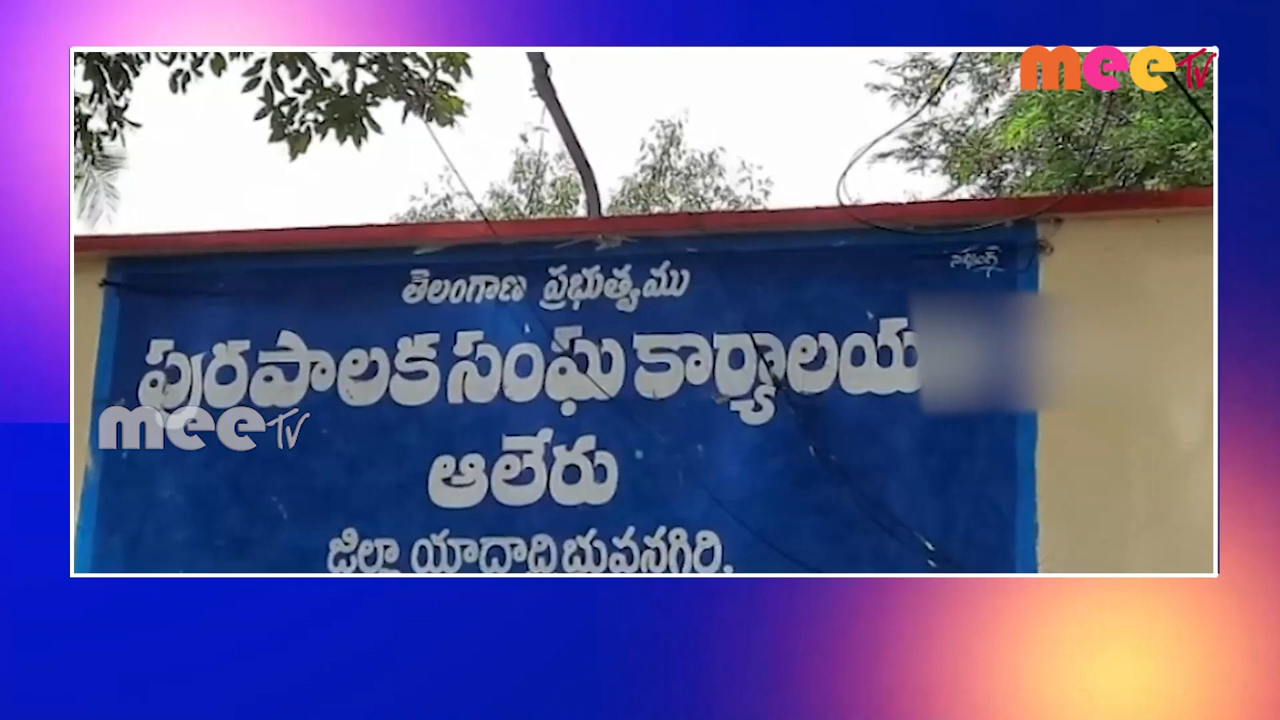 mee TV
తెలంగాణ ప్రభుత్వము
పురపాలక సంఘ కార్యాలయ
mee TV
ఆలేరు
జిల్లా యాదాద్రి భువనగిరి.